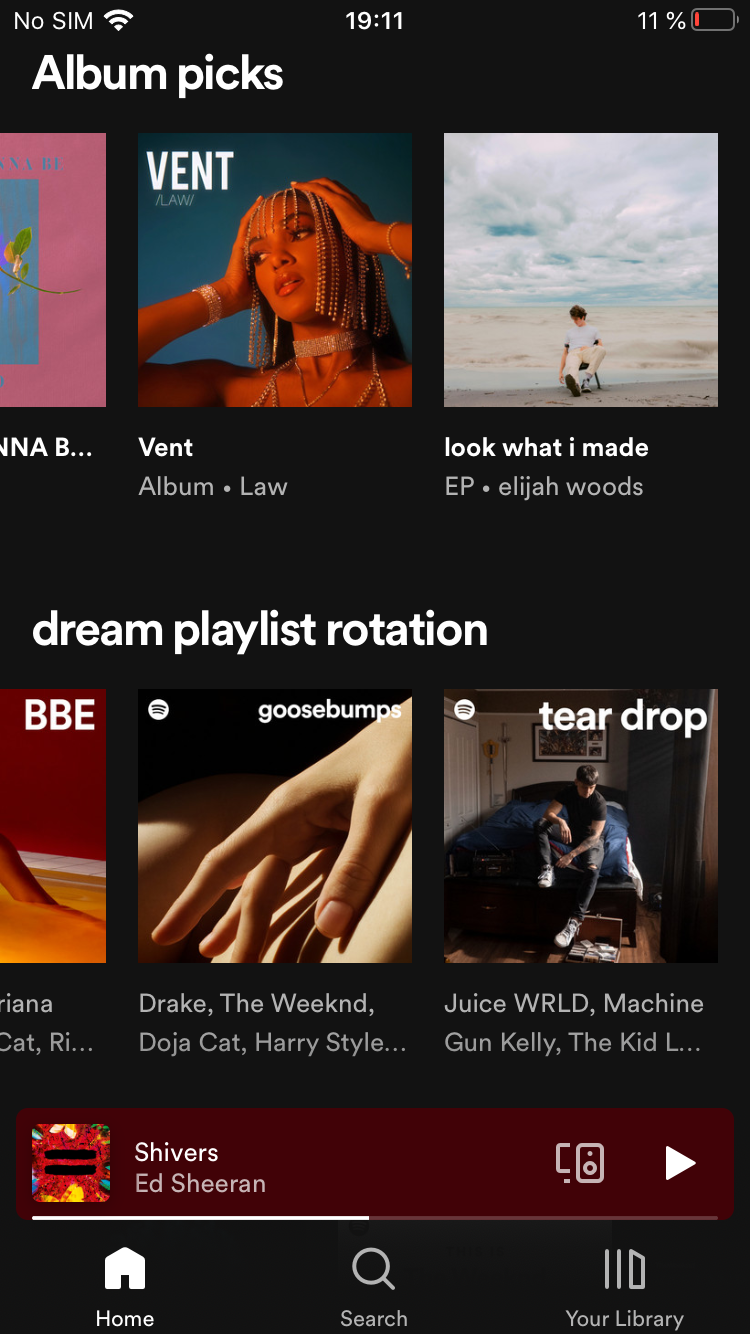 No SIM 19:11 11 %
Album picks
VENT
/LAW/
NNA B... Vent look what i made
Album • Law EP • elijah woods
dream playlist rotation
BBE goosebumps tear drop
riana Drake, The Weeknd, Juice WRLD, Machine
Cat, Ri... Doja Cat, Harry Style... Gun Kelly, The Kid L...
Shivers
Ed Sheeran
Home Search Your Library